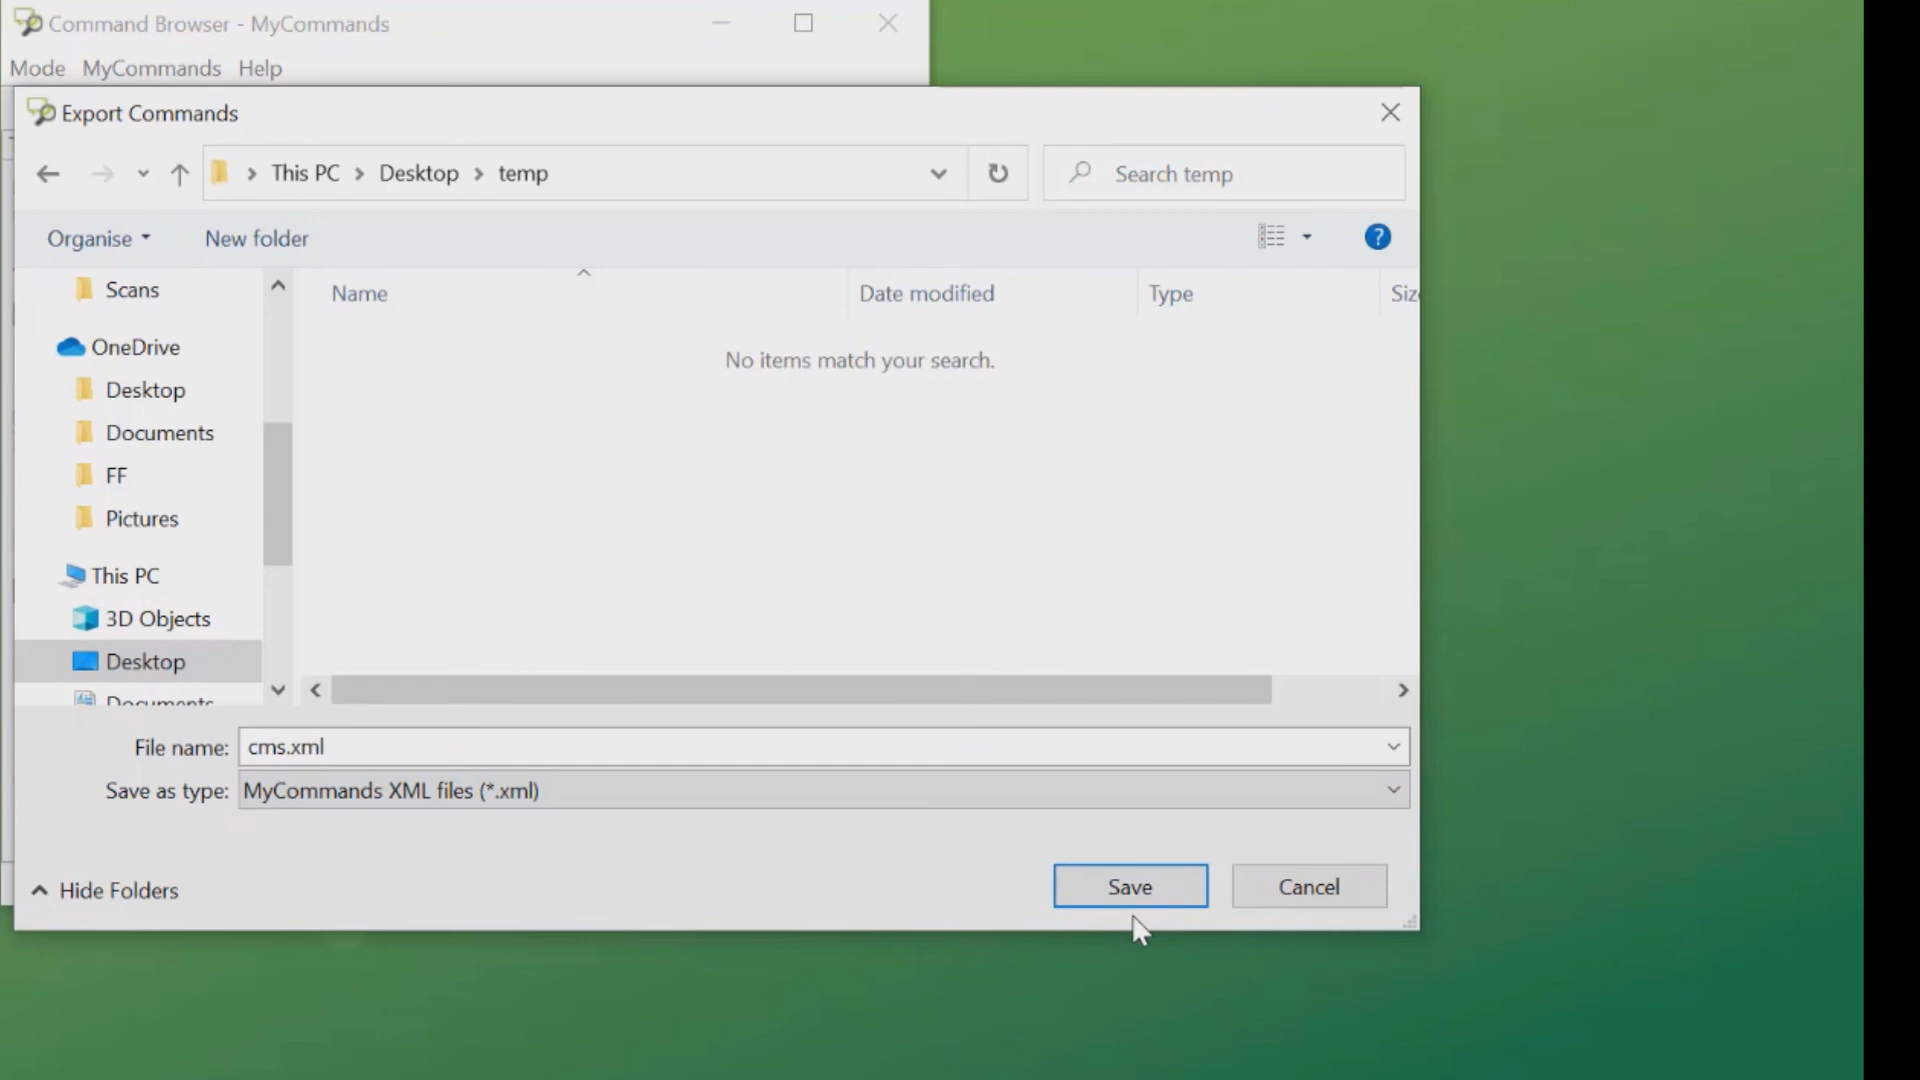 Command Browser - MyCommands
Mode MyCommands Help
Export Commands
This PC Desktop temp
Search temp
Organise New folder
?
Name Date modified Type
Scans
OneDrive
No items match your search.
Desktop
Documents
FF
Pictures
This PC
3D Objects
Desktop
Documents
File name: cms.xml
Save as type: MyCommands XML files (*.xml)
Hide Folders
Save Cancel